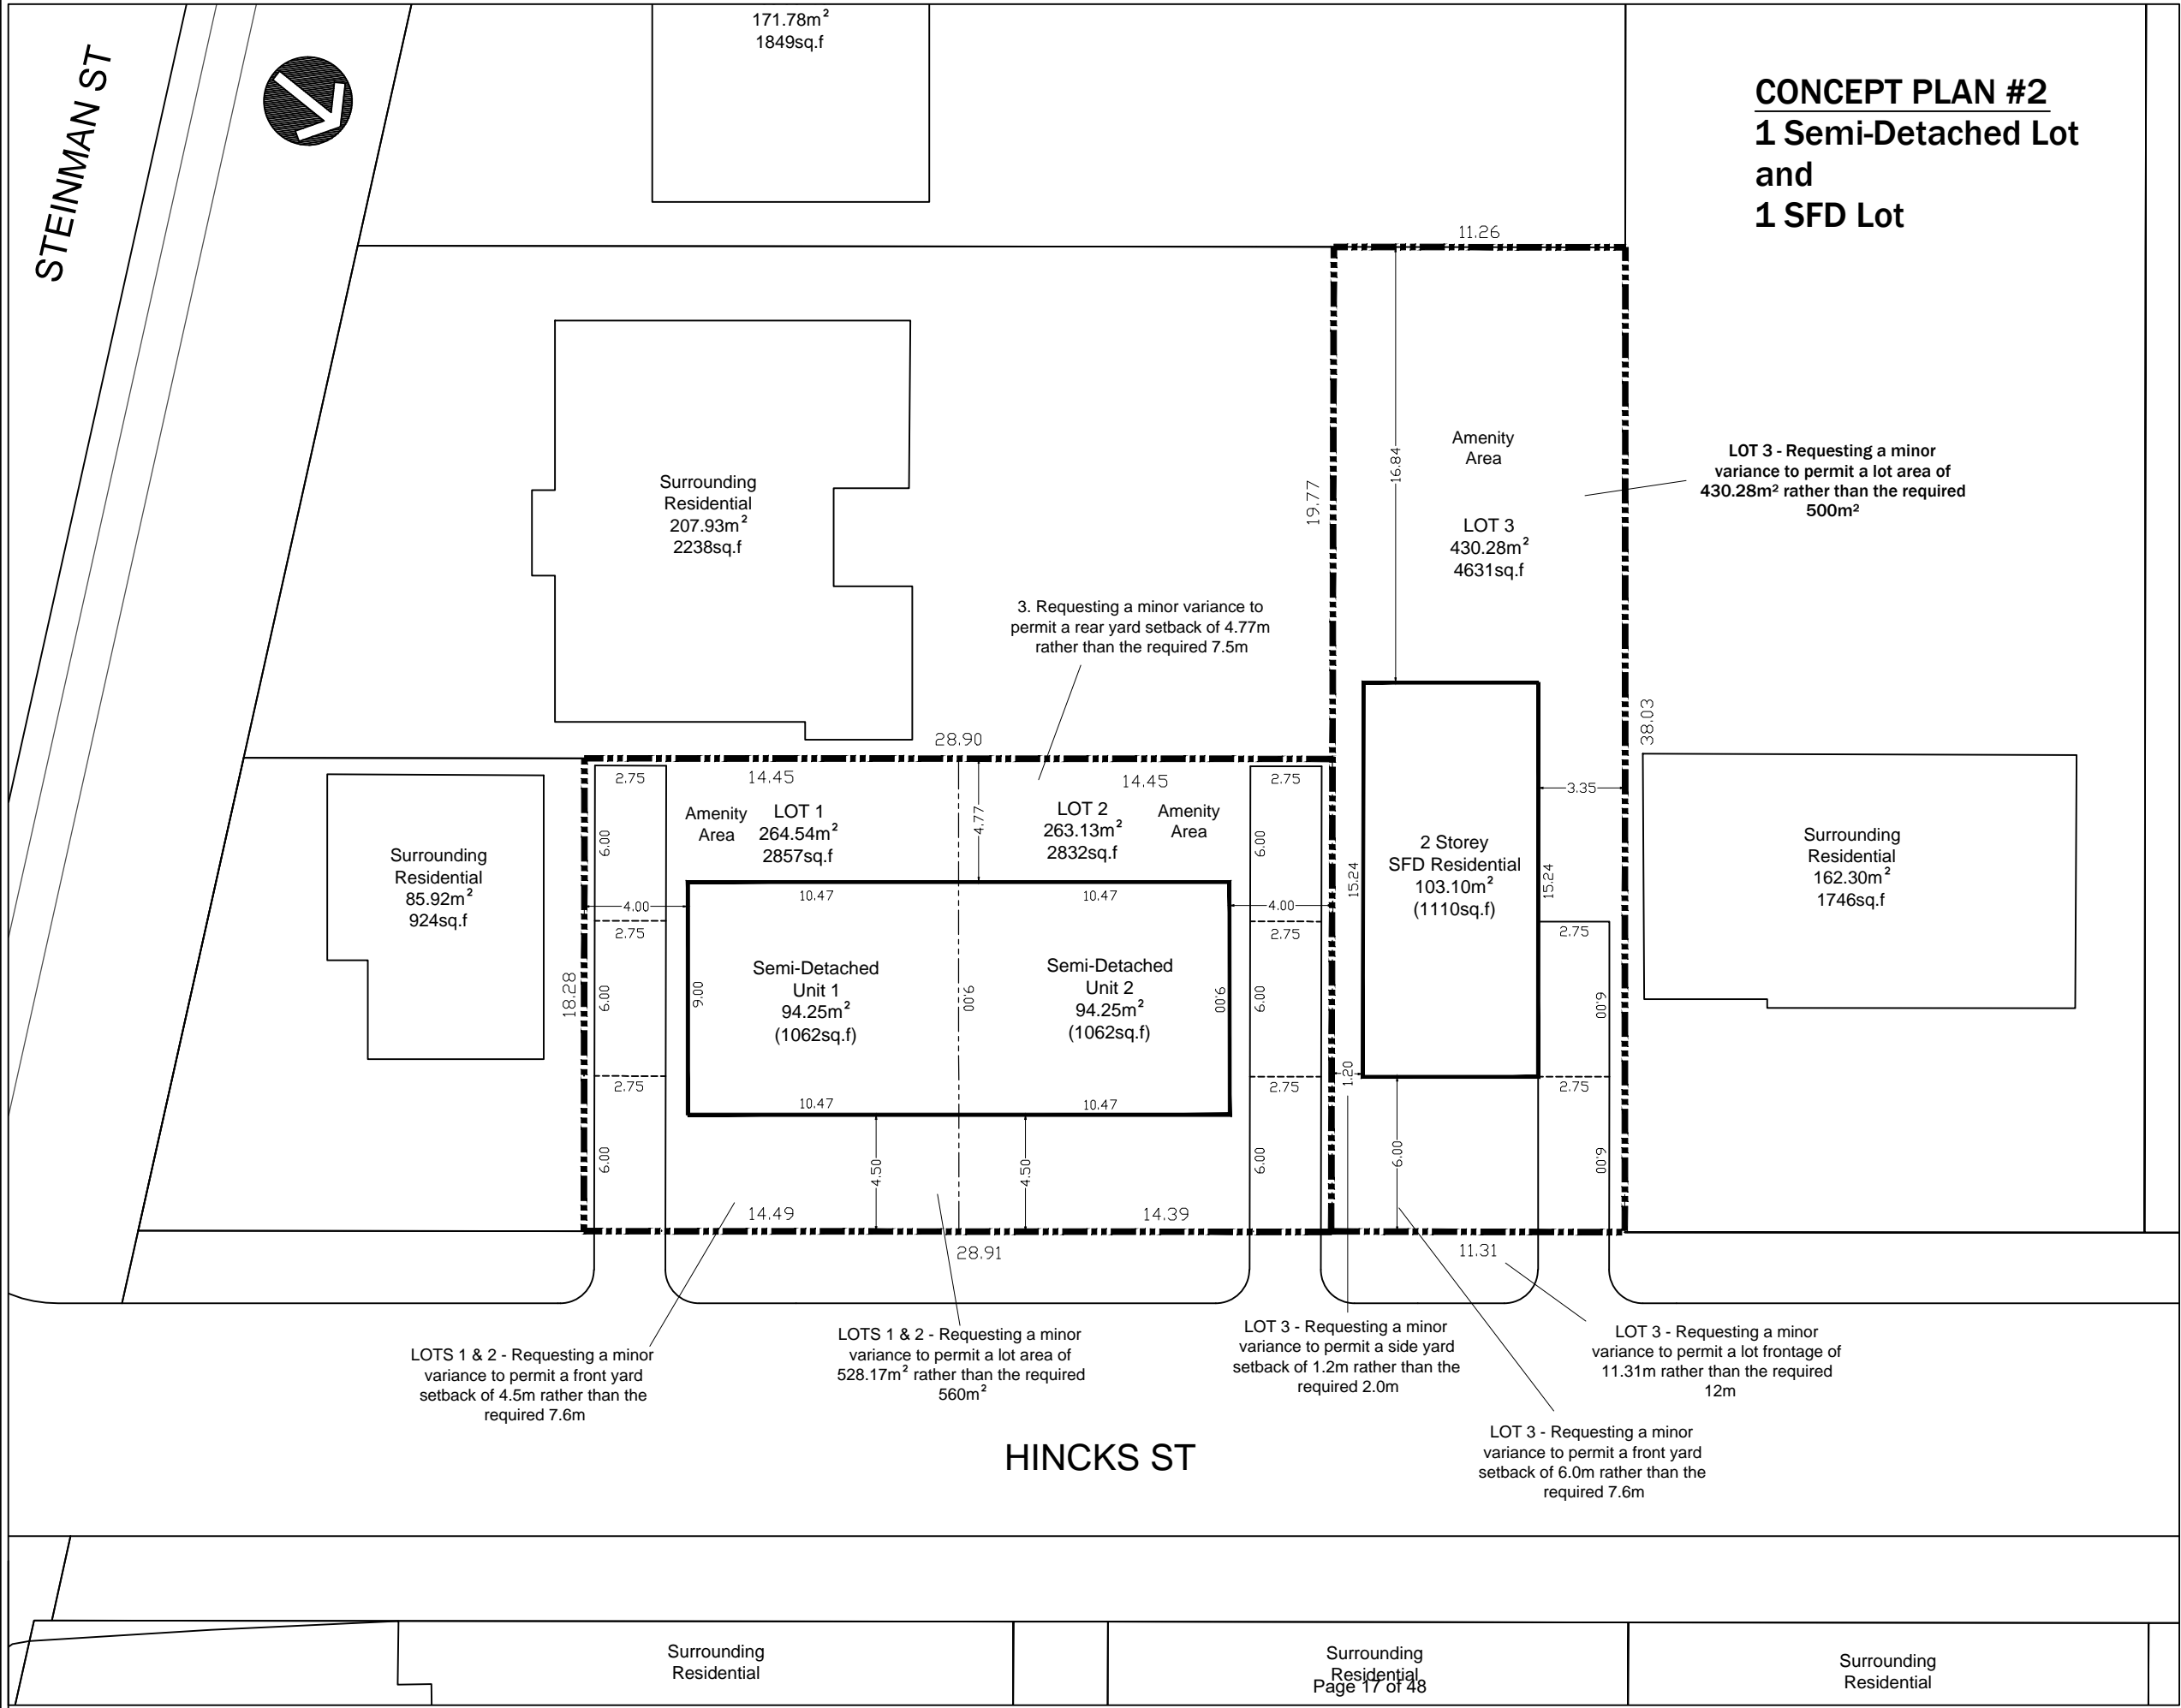 171.78m²
1849sq.f
STEINMAN ST
CONCEPT PLAN #2
1 Semi-Detached Lot
and
1 SFD Lot
11.26
Amenity
Area
16.84
19.77
LOT 3
430.28m²
4631sq.f
LOT 3 - Requesting a minor
variance to permit a lot area of
430.28m² rather than the required
500m²
Surrounding
Residential
207.93m²
2238sq.f
3. Requesting a minor variance to
permit a rear yard setback of 4.77m
rather than the required 7.5m
38.03
28.90
2.75
14.45
14.45
2.75
3.35
Amenity
Area
LOT 1
264.54m²
2857sq.f
4.77
LOT 2
263.13m²
2832sq.f
Amenity
Area
6.00
6.00
Surrounding
Residential
85.92m²
924sq.f
2 Storey
SFD Residential
103.10m²
(1110sq.f)
15.24
15.24
Surrounding
Residential
162.30m²
1746sq.f
4.00
10.47
10.47
4.00
2.75
2.75
2.75
18.28
6.00
9.00
Semi-Detached
Unit 1
94.25m²
(1062sq.f)
9.00
Semi-Detached
Unit 2
94.25m²
(1062sq.f)
9.00
6.00
6.00
2.75
10.47
10.47
2.75
1.20
2.75
6.00
4.50
4.50
6.00
6.00
6.00
14.49
14.39
28.91
11.31
LOTS 1 & 2 - Requesting a minor
variance to permit a front yard
setback of 4.5m rather than the
required 7.6m
LOTS 1 & 2 - Requesting a minor
variance to permit a lot area of
528.17m² rather than the required
560m²
LOT 3 - Requesting a minor
variance to permit a side yard
setback of 1.2m rather than the
required 2.0m
LOT 3 - Requesting a minor
variance to permit a lot frontage of
11.31m rather than the required
12m
LOT 3 - Requesting a minor
variance to permit a front yard
setback of 6.0m rather than the
required 7.6m
HINCKS ST
Surrounding
Residential
Surrounding
Residential
Page 17 of 48
Surrounding
Residential